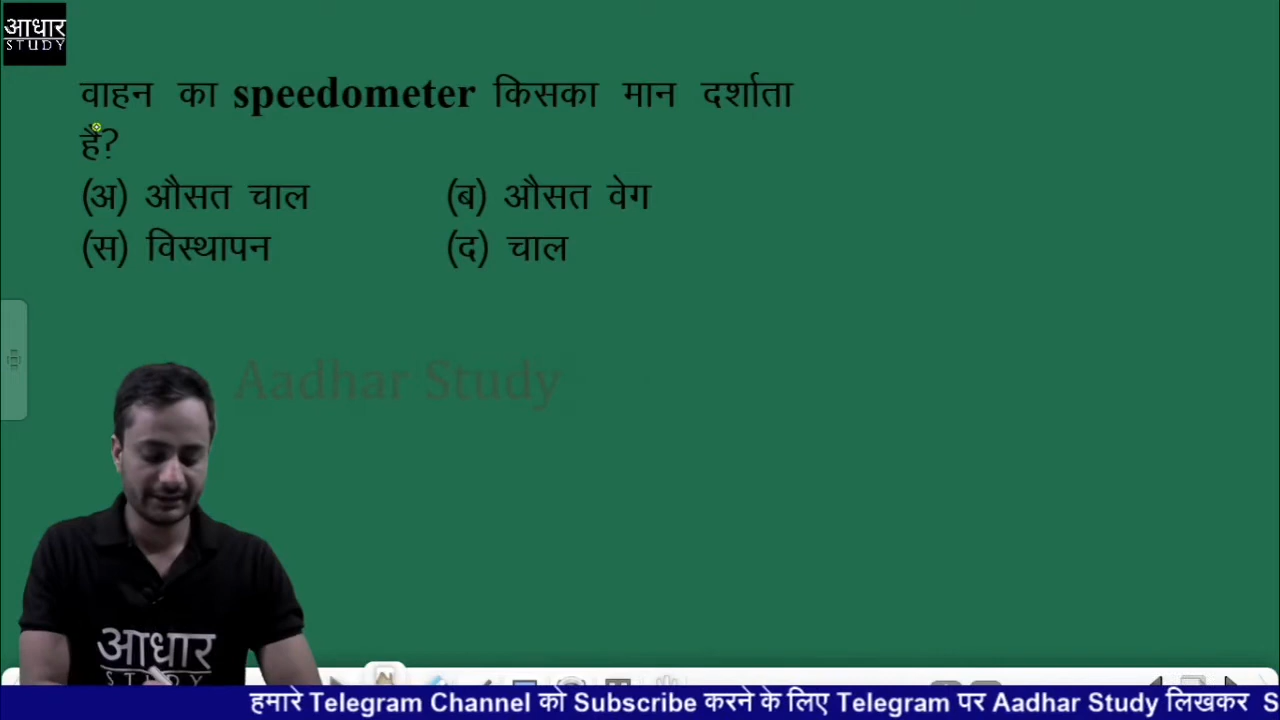 आधार
STUDY
वाहन का speedometer किसका मान दर्शाता
है?
(अ) औसत चाल (ब) औसत वेग
(स) विस्थापन (द) चाल
Aadhar Study
आधार
STUDY
हमारे Telegram Channel को Subscribe करने के लिए Telegram पर Aadhar Study लिखकर S